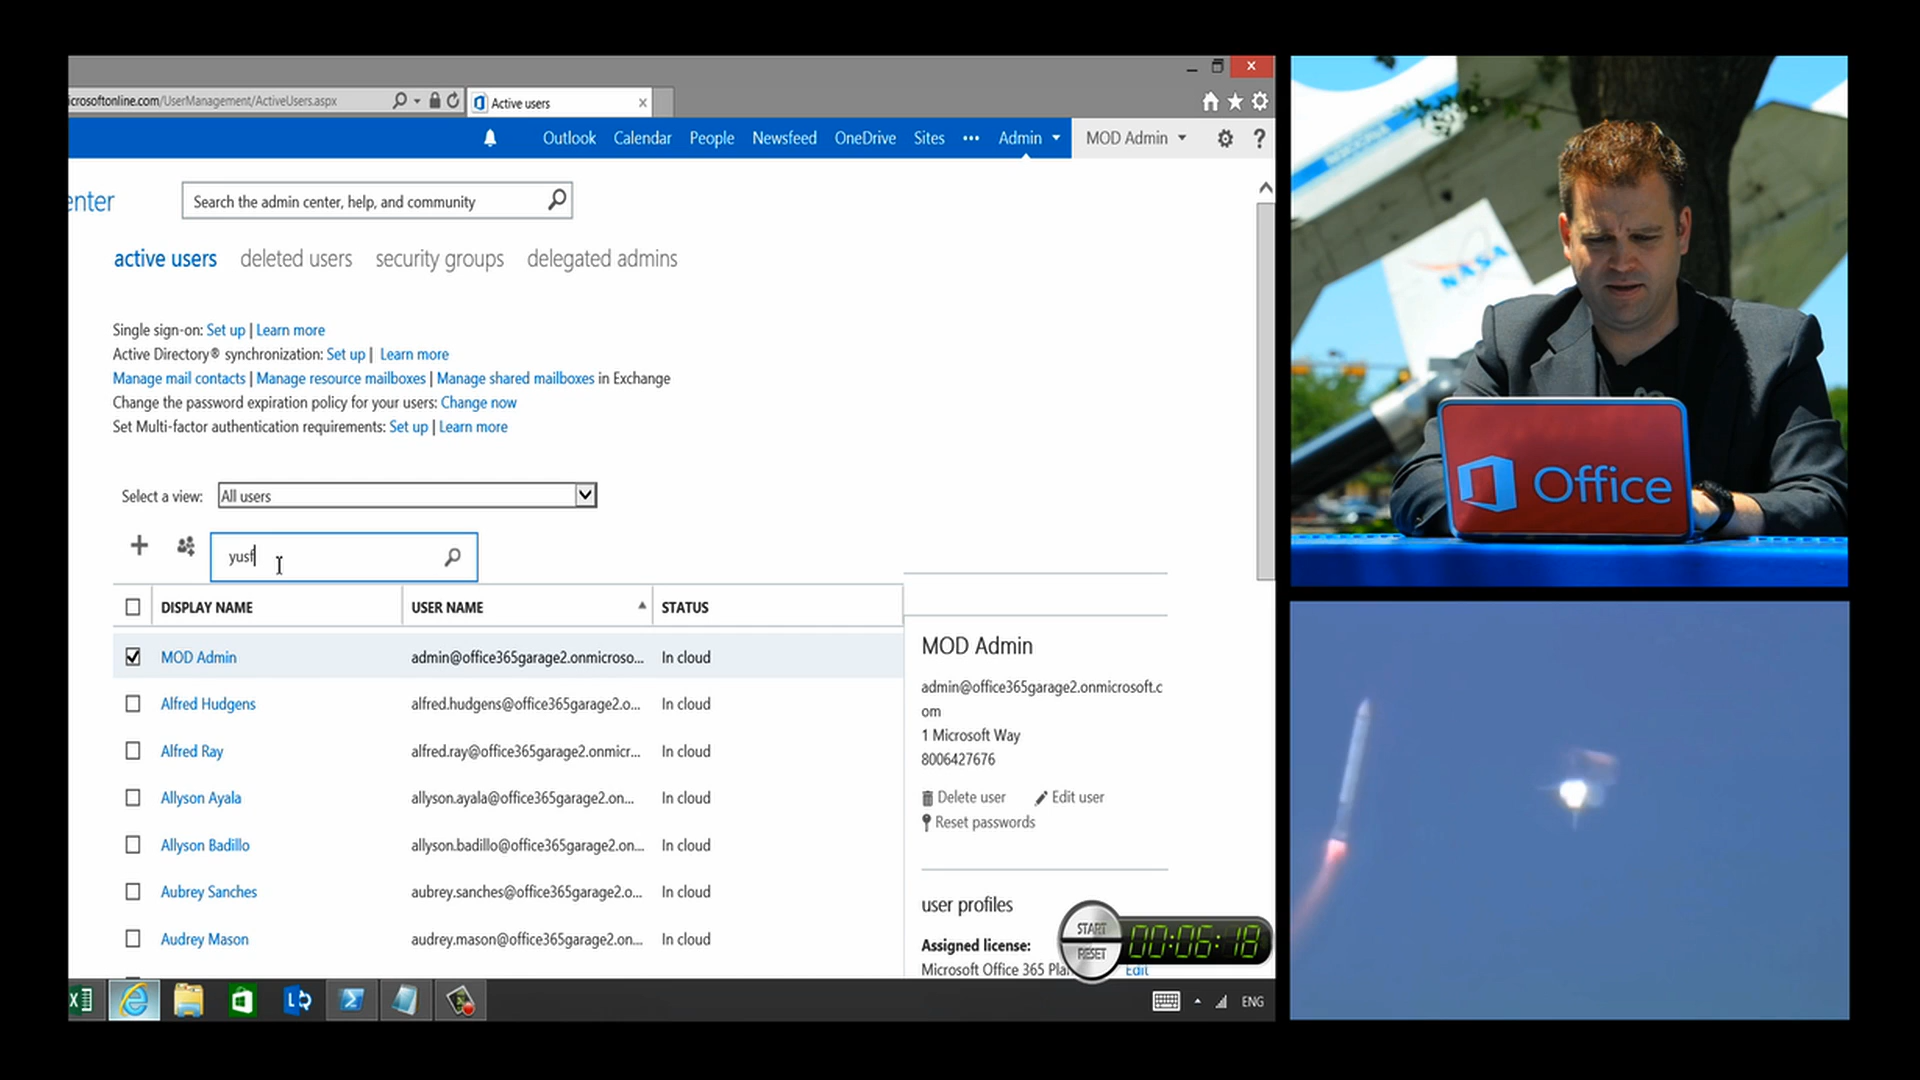 icrosoftonline.com/UserManagement/ActiveUsers.aspx
Active users
Outlook Calendar People Newsfeed OneDrive Sites ••• Admin MOD Admin ?
enter
Search the admin center, help, and community
active users deleted users security groups delegated admins
Single sign-on: Set up | Learn more
Active Directory® synchronization: Set up | Learn more
Manage mail contacts | Manage resource mailboxes | Manage shared mailboxes in Exchange
Change the password expiration policy for your users: Change now
Set Multi-factor authentication requirements: Set up | Learn more
Select a view: All users
yusf
DISPLAY NAME USER NAME STATUS
MOD Admin admin@office365garage2.onmicroso... In cloud
Alfred Hudgens alfred.hudgens@office365garage2.o... In cloud
Alfred Ray alfred.ray@office365garage2.onmicr... In cloud
Allyson Ayala allyson.ayala@office365garage2.on... In cloud
Allyson Badillo allyson.badillo@office365garage2.on... In cloud
Aubrey Sanches aubrey.sanches@office365garage2.o... In cloud
Audrey Mason audrey.mason@office365garage2.on... In cloud
MOD Admin
admin@office365garage2.onmicrosoft.c
om
1 Microsoft Way
8006427676
Delete user Edit user
Reset passwords
user profiles
Assigned license:
Microsoft Office 365 Plan
Edit
START
RESET
00:06:18
ENG
NASA
Office